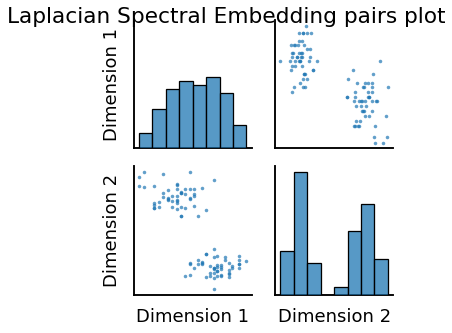 Laplacian Spectral Embedding pairs plot
Dimension 1
Dimension 2
Dimension 1
Dimension 2